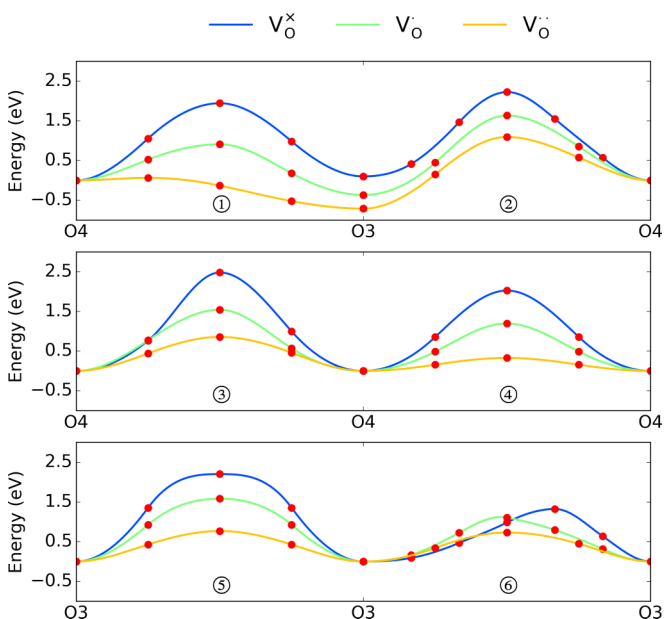 V_O^× V_O^· V_O^··
Energy (eV)
2.5
1.5
0.5
−0.5
① ②
O4 O3 O4
Energy (eV)
2.5
1.5
0.5
−0.5
③ ④
O4 O4 O4
Energy (eV)
2.5
1.5
0.5
−0.5
⑤ ⑥
O3 O3 O3